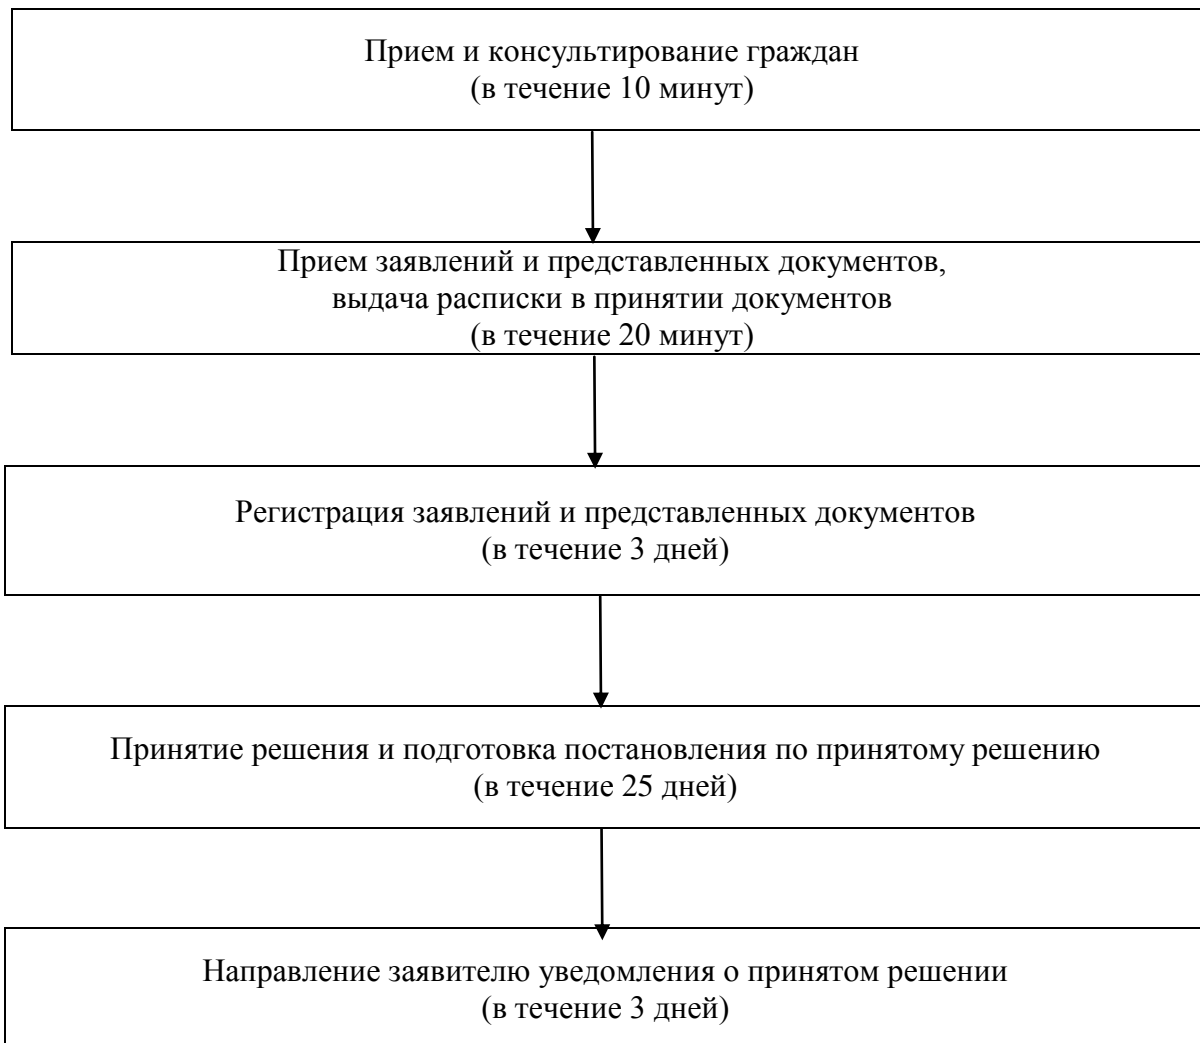 Прием и консультирование граждан
(в течение 10 минут)
Прием заявлений и представленных документов,
выдача расписки в принятии документов
(в течение 20 минут)
Регистрация заявлений и представленных документов
(в течение 3 дней)
Принятие решения и подготовка постановления по принятому решению
(в течение 25 дней)
Направление заявителю уведомления о принятом решении
(в течение 3 дней)